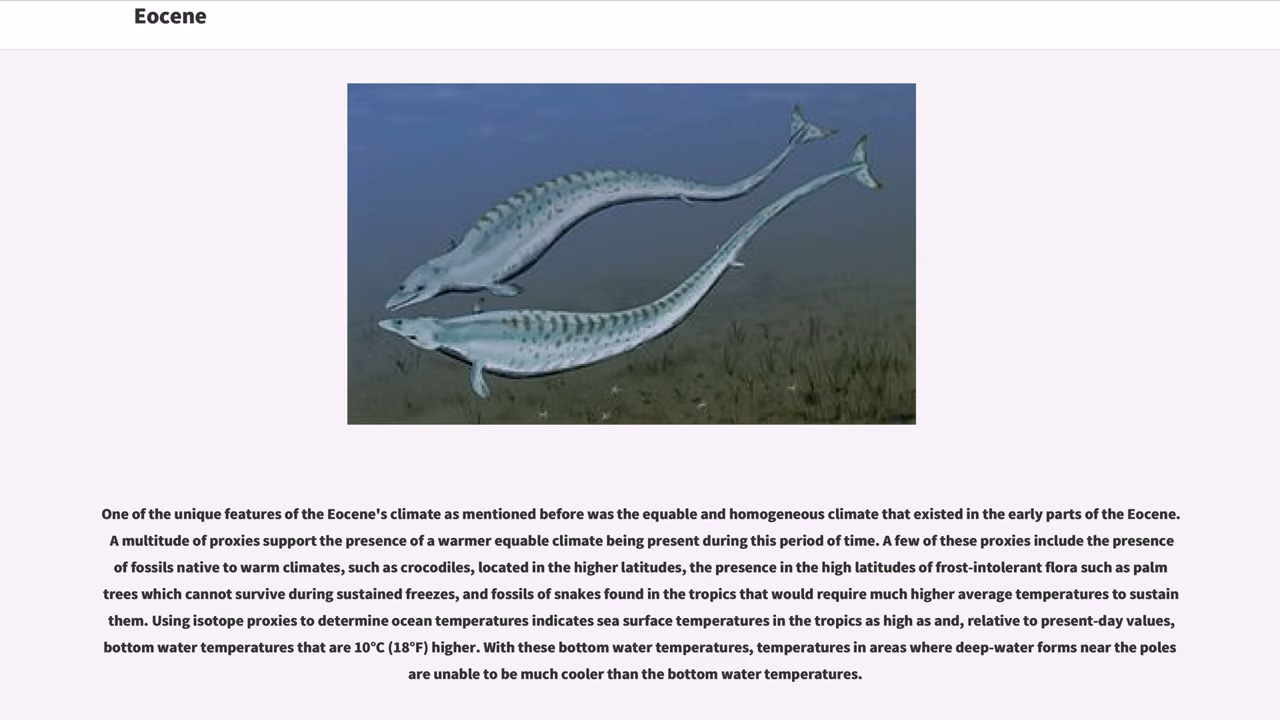 Eocene
One of the unique features of the Eocene's climate as mentioned before was the equable and homogeneous climate that existed in the early parts of the Eocene.
A multitude of proxies support the presence of a warmer equable climate being present during this period of time. A few of these proxies include the presence
of fossils native to warm climates, such as crocodiles, located in the higher latitudes, the presence in the high latitudes of frost-intolerant flora such as palm
trees which cannot survive during sustained freezes, and fossils of snakes found in the tropics that would require much higher average temperatures to sustain
them. Using isotope proxies to determine ocean temperatures indicates sea surface temperatures in the tropics as high as and, relative to present-day values,
bottom water temperatures that are 10°C (18°F) higher. With these bottom water temperatures, temperatures in areas where deep-water forms near the poles
are unable to be much cooler than the bottom water temperatures.